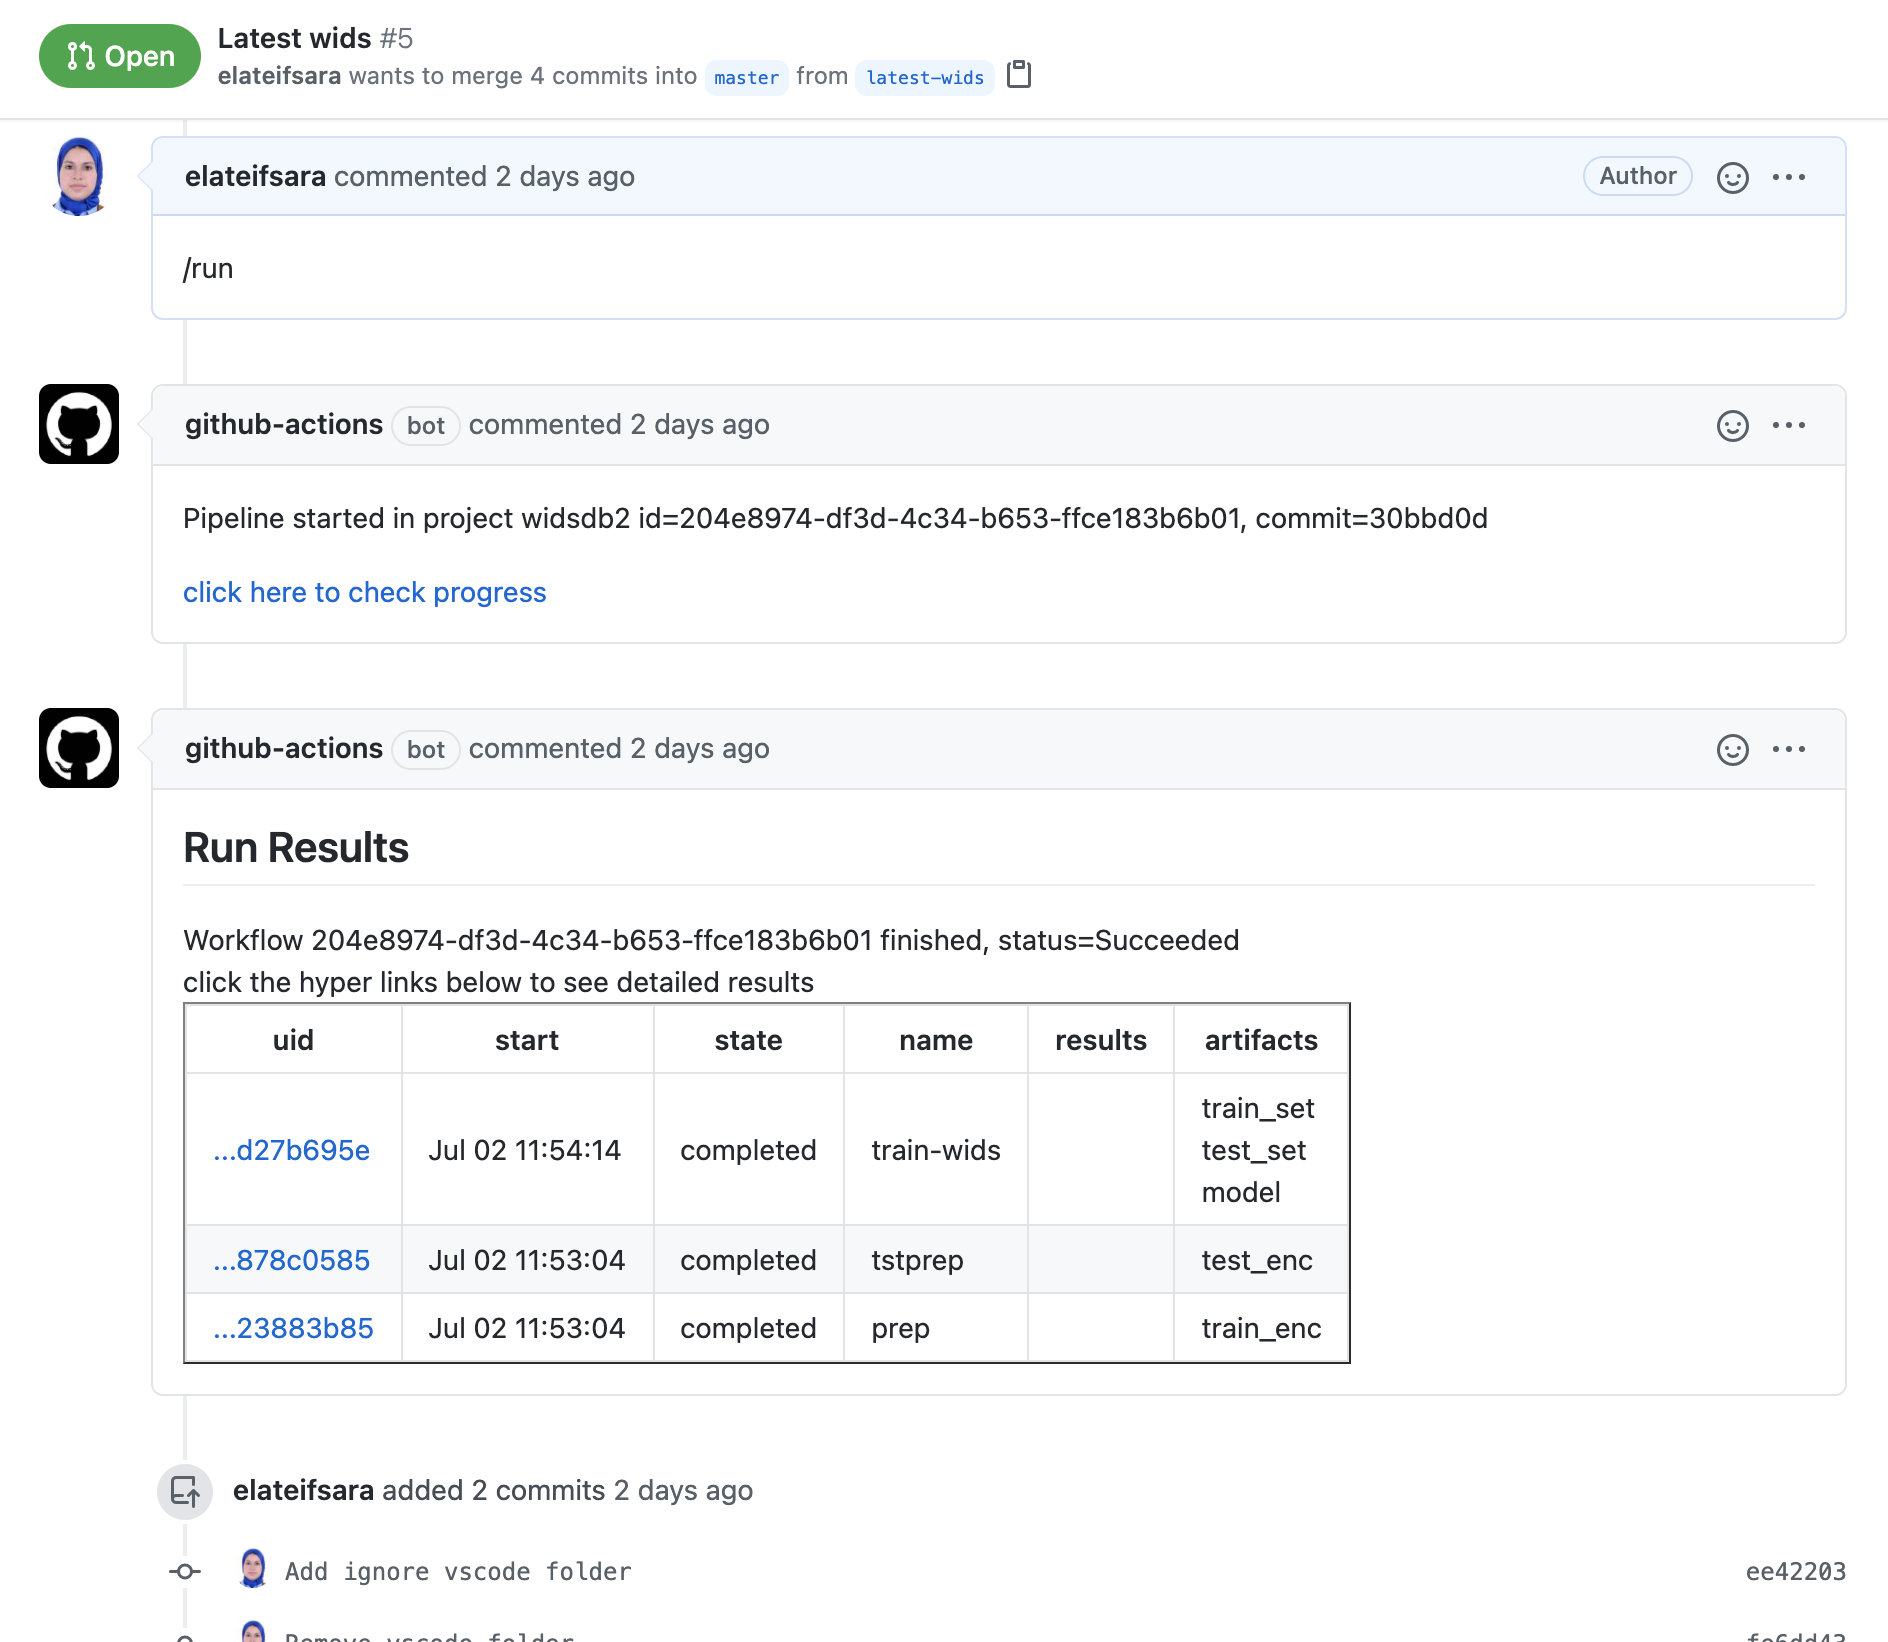 Open
Latest wids #5
elateifsara wants to merge 4 commits into master from latest-wids
elateifsara commented 2 days ago
Author
/run
github-actions bot commented 2 days ago
Pipeline started in project widsdb2 id=204e8974-df3d-4c34-b653-ffce183b6b01, commit=30bbd0d
click here to check progress
github-actions bot commented 2 days ago
Run Results
Workflow 204e8974-df3d-4c34-b653-ffce183b6b01 finished, status=Succeeded
click the hyper links below to see detailed results
uid start state name results artifacts
...d27b695e Jul 02 11:54:14 completed train-wids train_set
test_set
model
...878c0585 Jul 02 11:53:04 completed tstprep test_enc
...23883b85 Jul 02 11:53:04 completed prep train_enc
elateifsara added 2 commits 2 days ago
Add ignore vscode folder ee42203
Remove vscode folder